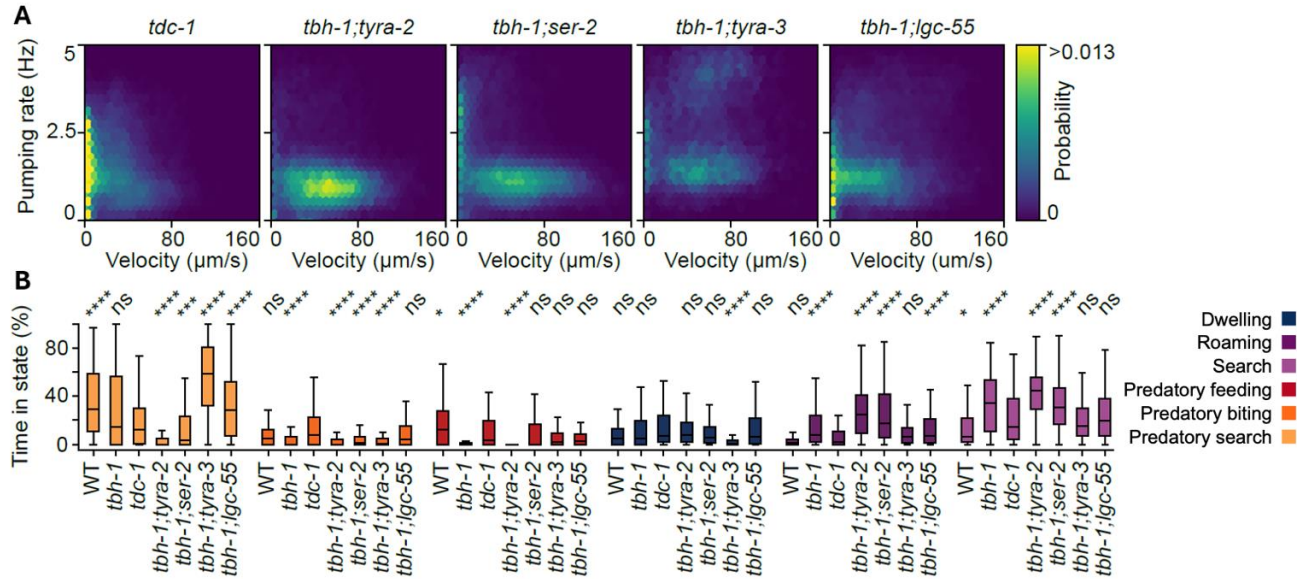 A
tdc-1
tbh-1;tyra-2
tbh-1;ser-2
tbh-1;tyra-3
tbh-1;lgc-55
Pumping rate (Hz)
5
2.5
0
0 80 160
0 80 160
0 80 160
0 80 160
0 80 160
Velocity (µm/s)
Velocity (µm/s)
Velocity (µm/s)
Velocity (µm/s)
Velocity (um/s)
>0.013
0
Probability
B
Time in state (%)
80
40
0
**** ns **** *** **** ****
ns **** **** **** **** ns
* **** **** ns ns ns
ns ns ns ns **** ns
ns **** **** **** ns ****
* **** **** **** ns ns
WT tbh-1 tdc-1 tbh-1;tyra-2 tbh-1;ser-2 tbh-1;tyra-3 tbh-1;lgc-55
WT tbh-1 tdc-1 tbh-1;tyra-2 tbh-1;ser-2 tbh-1;tyra-3 tbh-1;lgc-55
WT tbh-1 tdc-1 tbh-1;tyra-2 tbh-1;ser-2 tbh-1;tyra-3 tbh-1;lgc-55
WT tbh-1 tdc-1 tbh-1;tyra-2 tbh-1;ser-2 tbh-1;tyra-3 tbh-1;lgc-55
WT tbh-1 tdc-1 tbh-1;tyra-2 tbh-1;ser-2 tbh-1;tyra-3 tbh-1;lgc-55
WT tbh-1 tdc-1 tbh-1;tyra-2 tbh-1;ser-2 tbh-1;tyra-3 tbh-1;lgc-55
Dwelling
Roaming
Search
Predatory feeding
Predatory biting
Predatory search